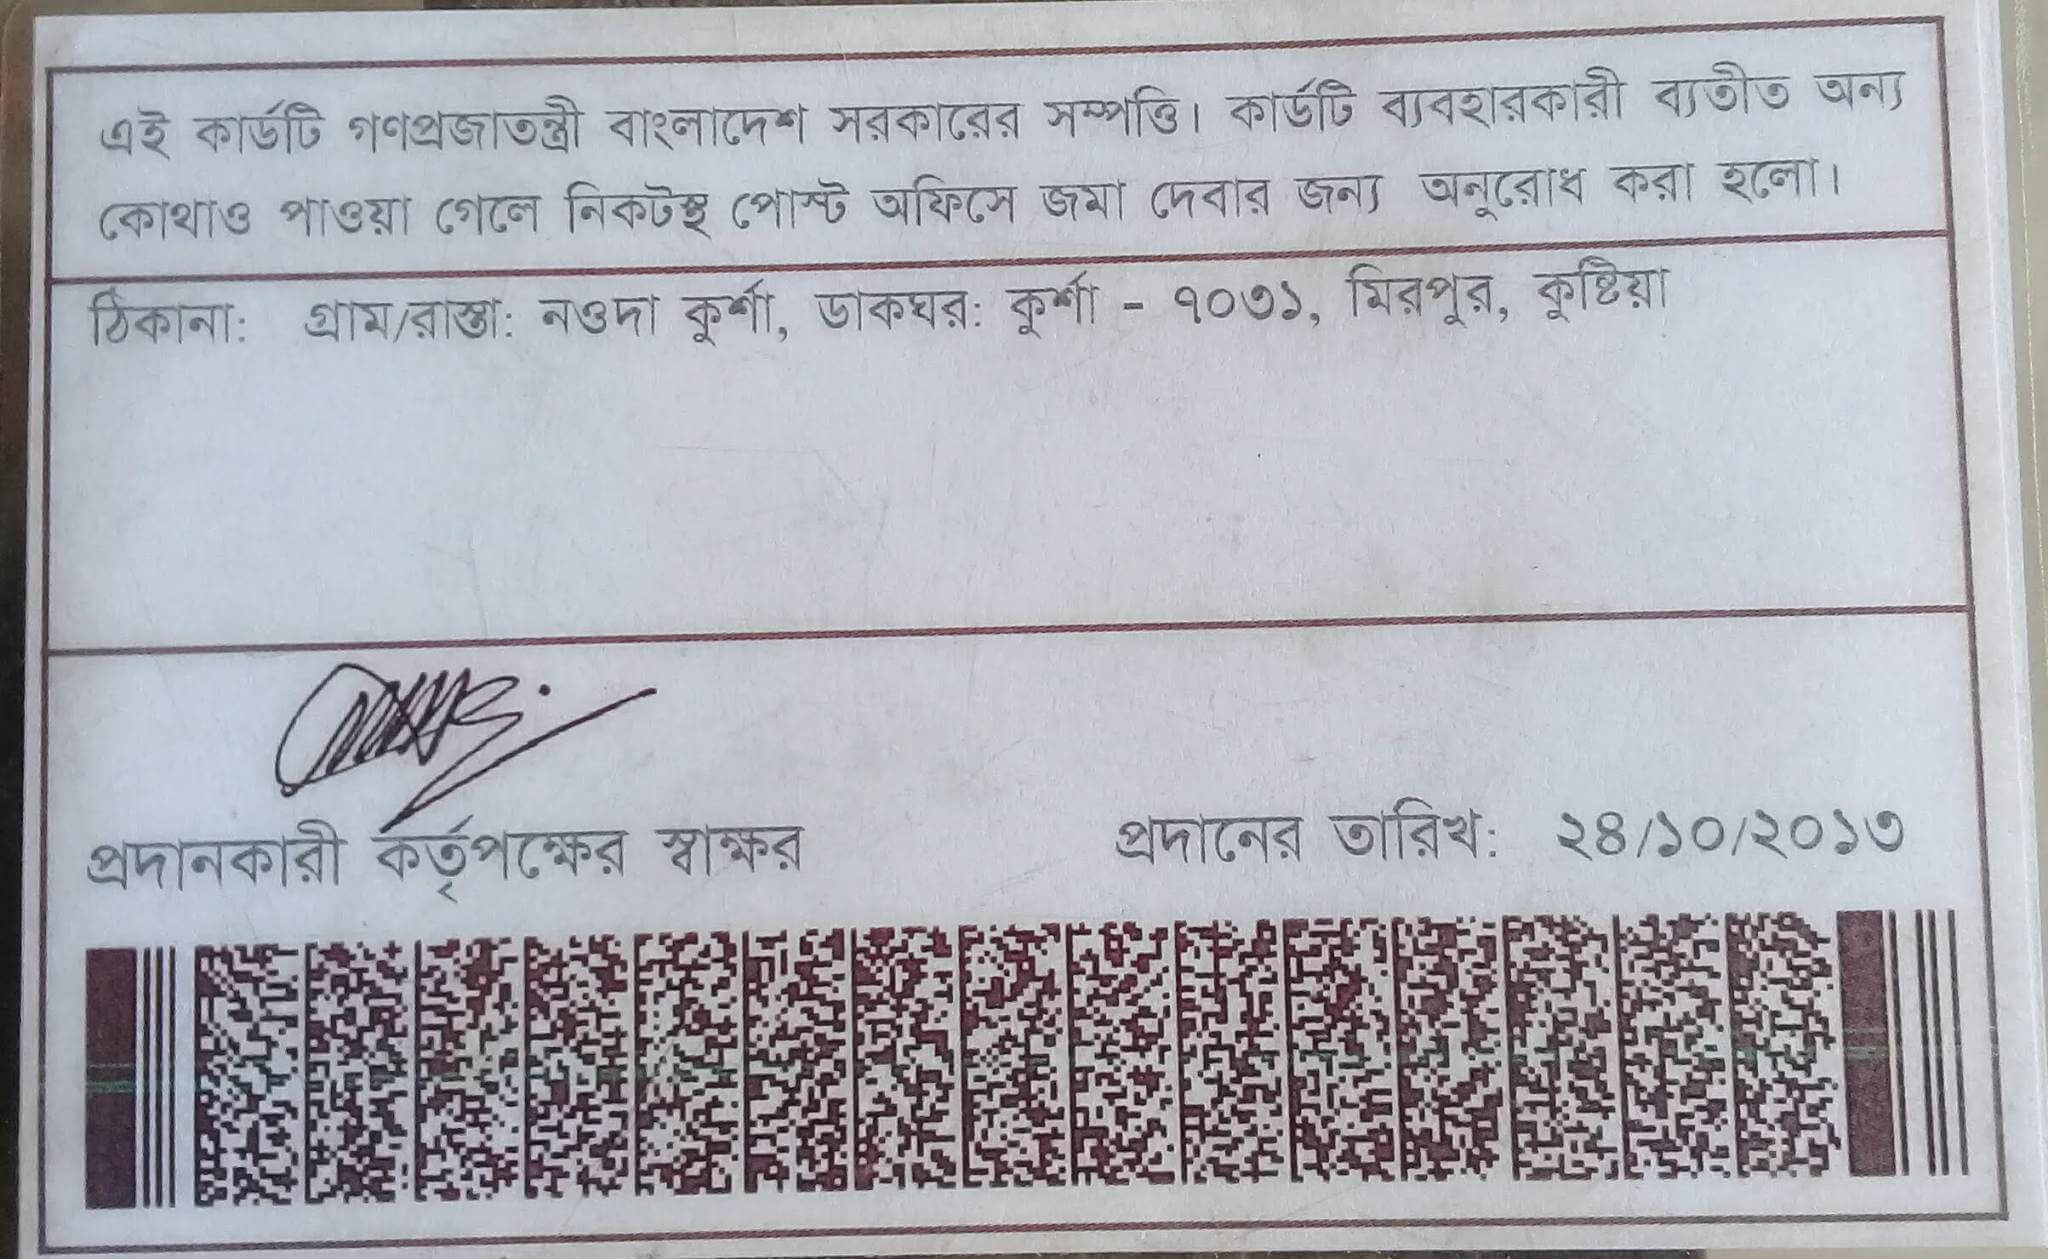 এই কার্ডটি গণপ্রজাতন্ত্রী বাংলাদেশ সরকারের সম্পত্তি। কার্ডটি ব্যবহারকারী ব্যতীত অন্য
কোথাও পাওয়া গেলে নিকটস্থ পোস্ট অফিসে জমা দেবার জন্য অনুরোধ করা হলো।
ঠিকানা: গ্রাম/রাস্তা: নওদা কুর্শা, ডাকঘর: কুর্শা - ৭০৩১, মিরপুর, কুষ্টিয়া
প্রদানকারী কর্তৃপক্ষের স্বাক্ষর প্রদানের তারিখ: ২৪/১০/২০১৩